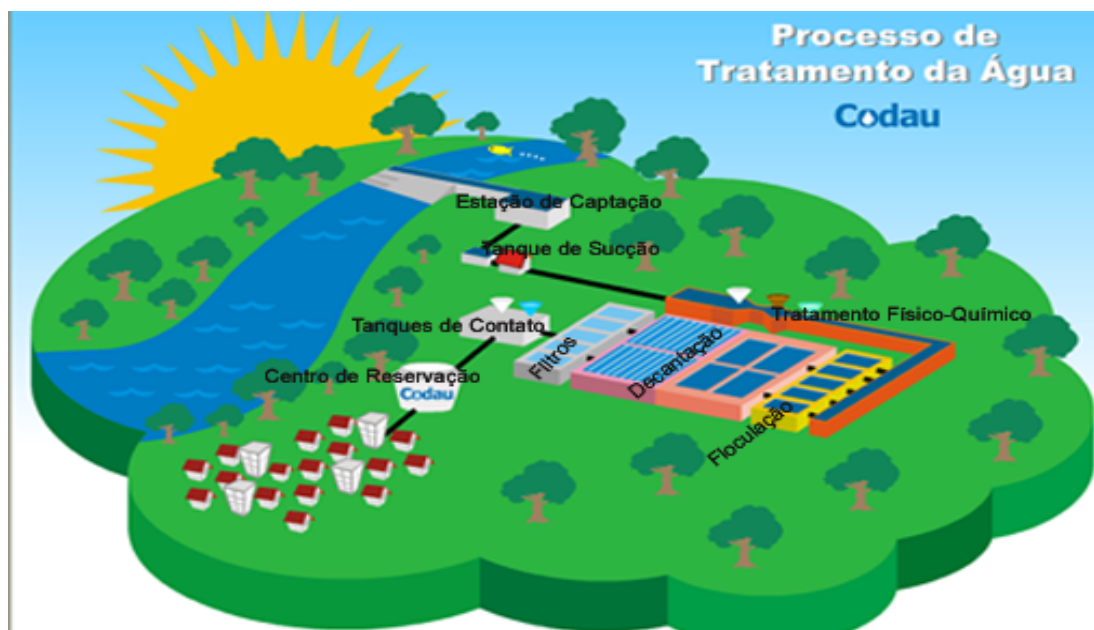 Processo de
Tratamento da Água
Codau
Estação de Captação
Tanque de Sucção
Tratamento Físico-Químico
Tanques de Contato
Filtros
Decantação
Floculação
Centro de Reservação
Codau